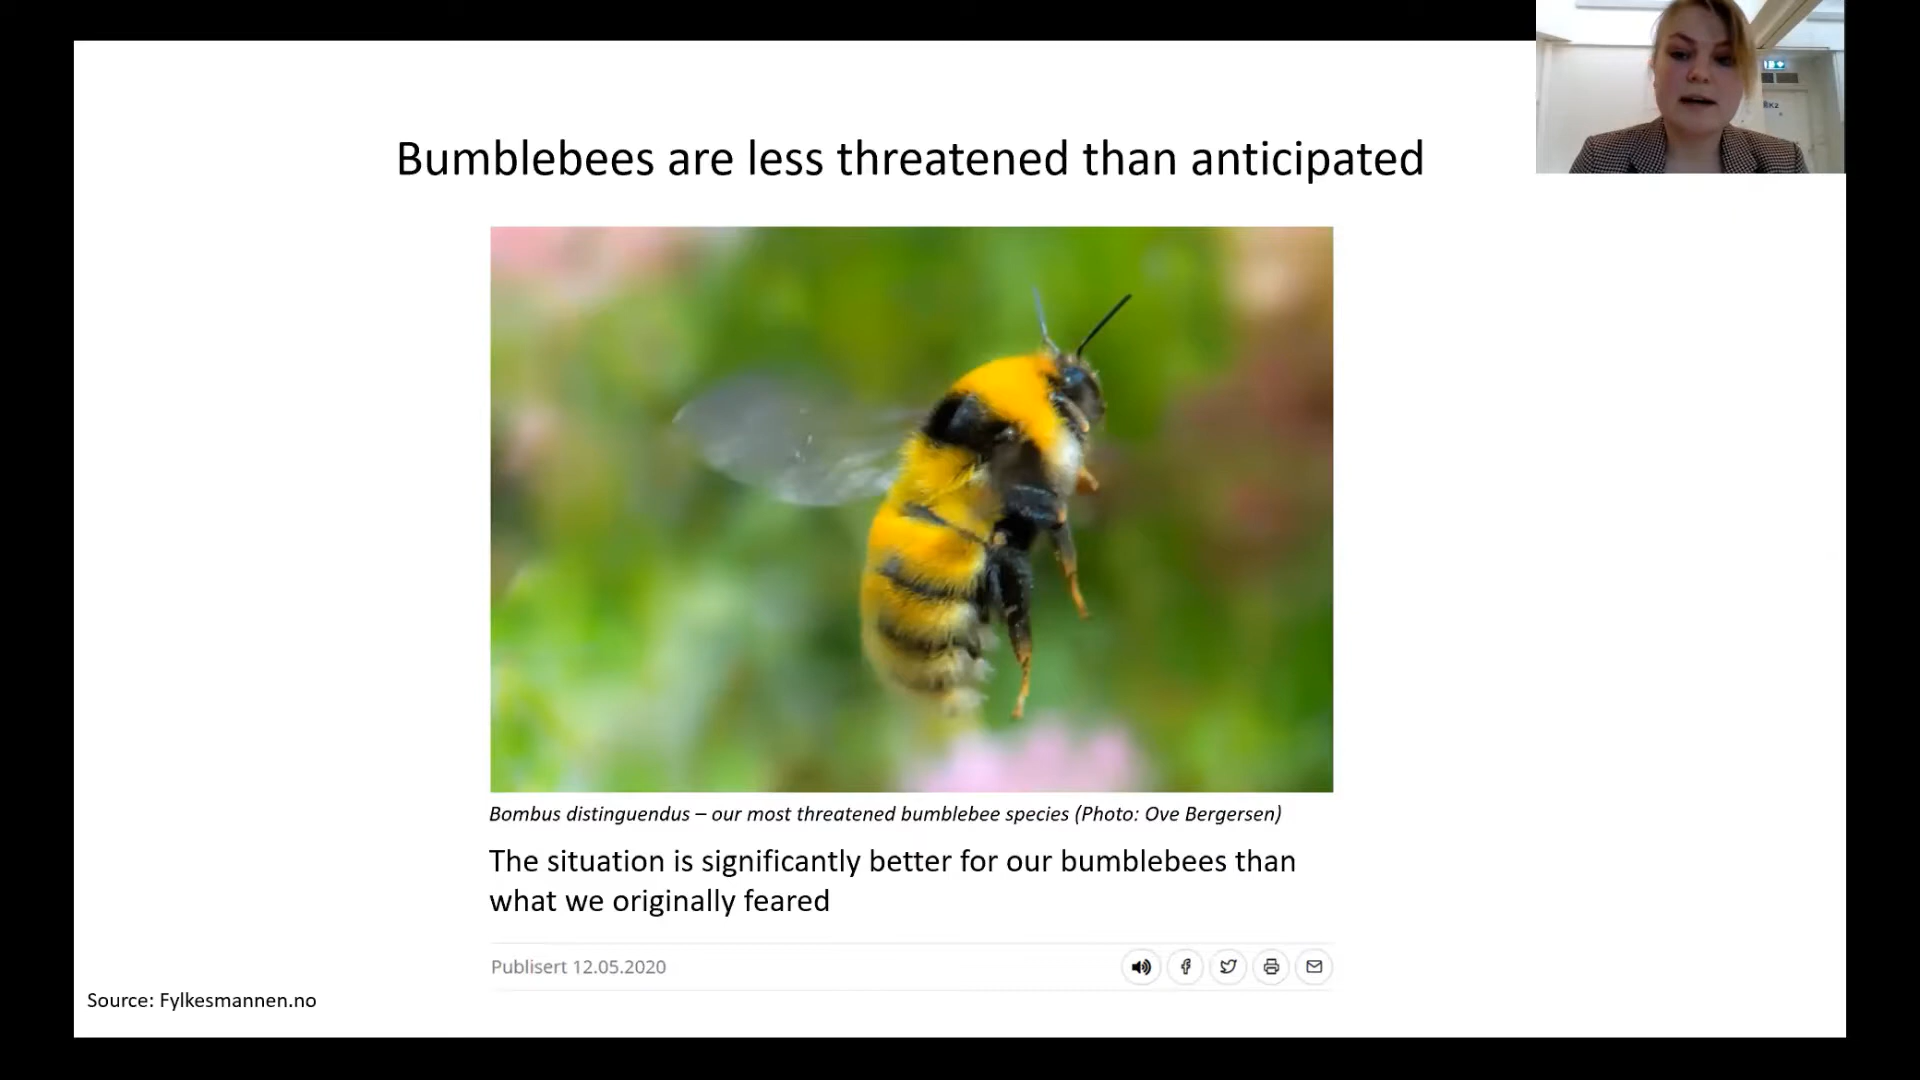 Bumblebees are less threatened than anticipated
Bombus distinguendus – our most threatened bumblebee species (Photo: Ove Bergersen)
The situation is significantly better for our bumblebees than
what we originally feared
Publisert 12.05.2020
Source: Fylkesmannen.no